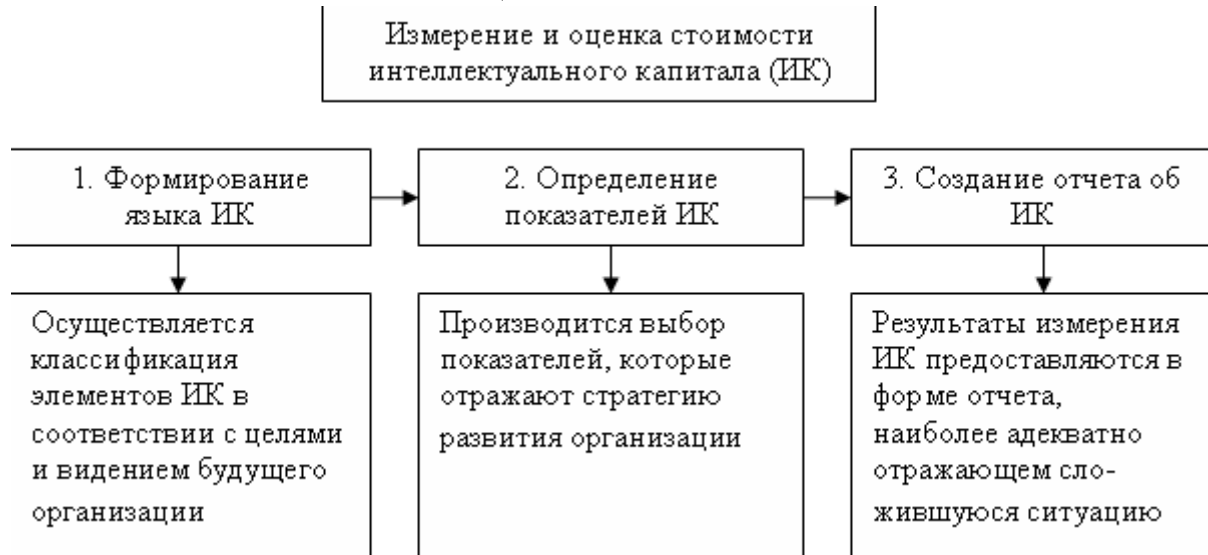 Измерение и оценка стоимости
интеллектуального капитала (ИК)
1. Формирование
языка ИК
2. Определение
показателей ИК
3. Создание отчета об
ИК
Осуществляется
классификация
элементов ИК в
соответствии с целями
и видением будущего
организации
Производится выбор
показателей, которые
отражают стратегию
развития организации
Результаты измерения
ИК предоставляются в
форме отчета,
наиболее адекватно
отражающем сло-
жившуюся ситуацию